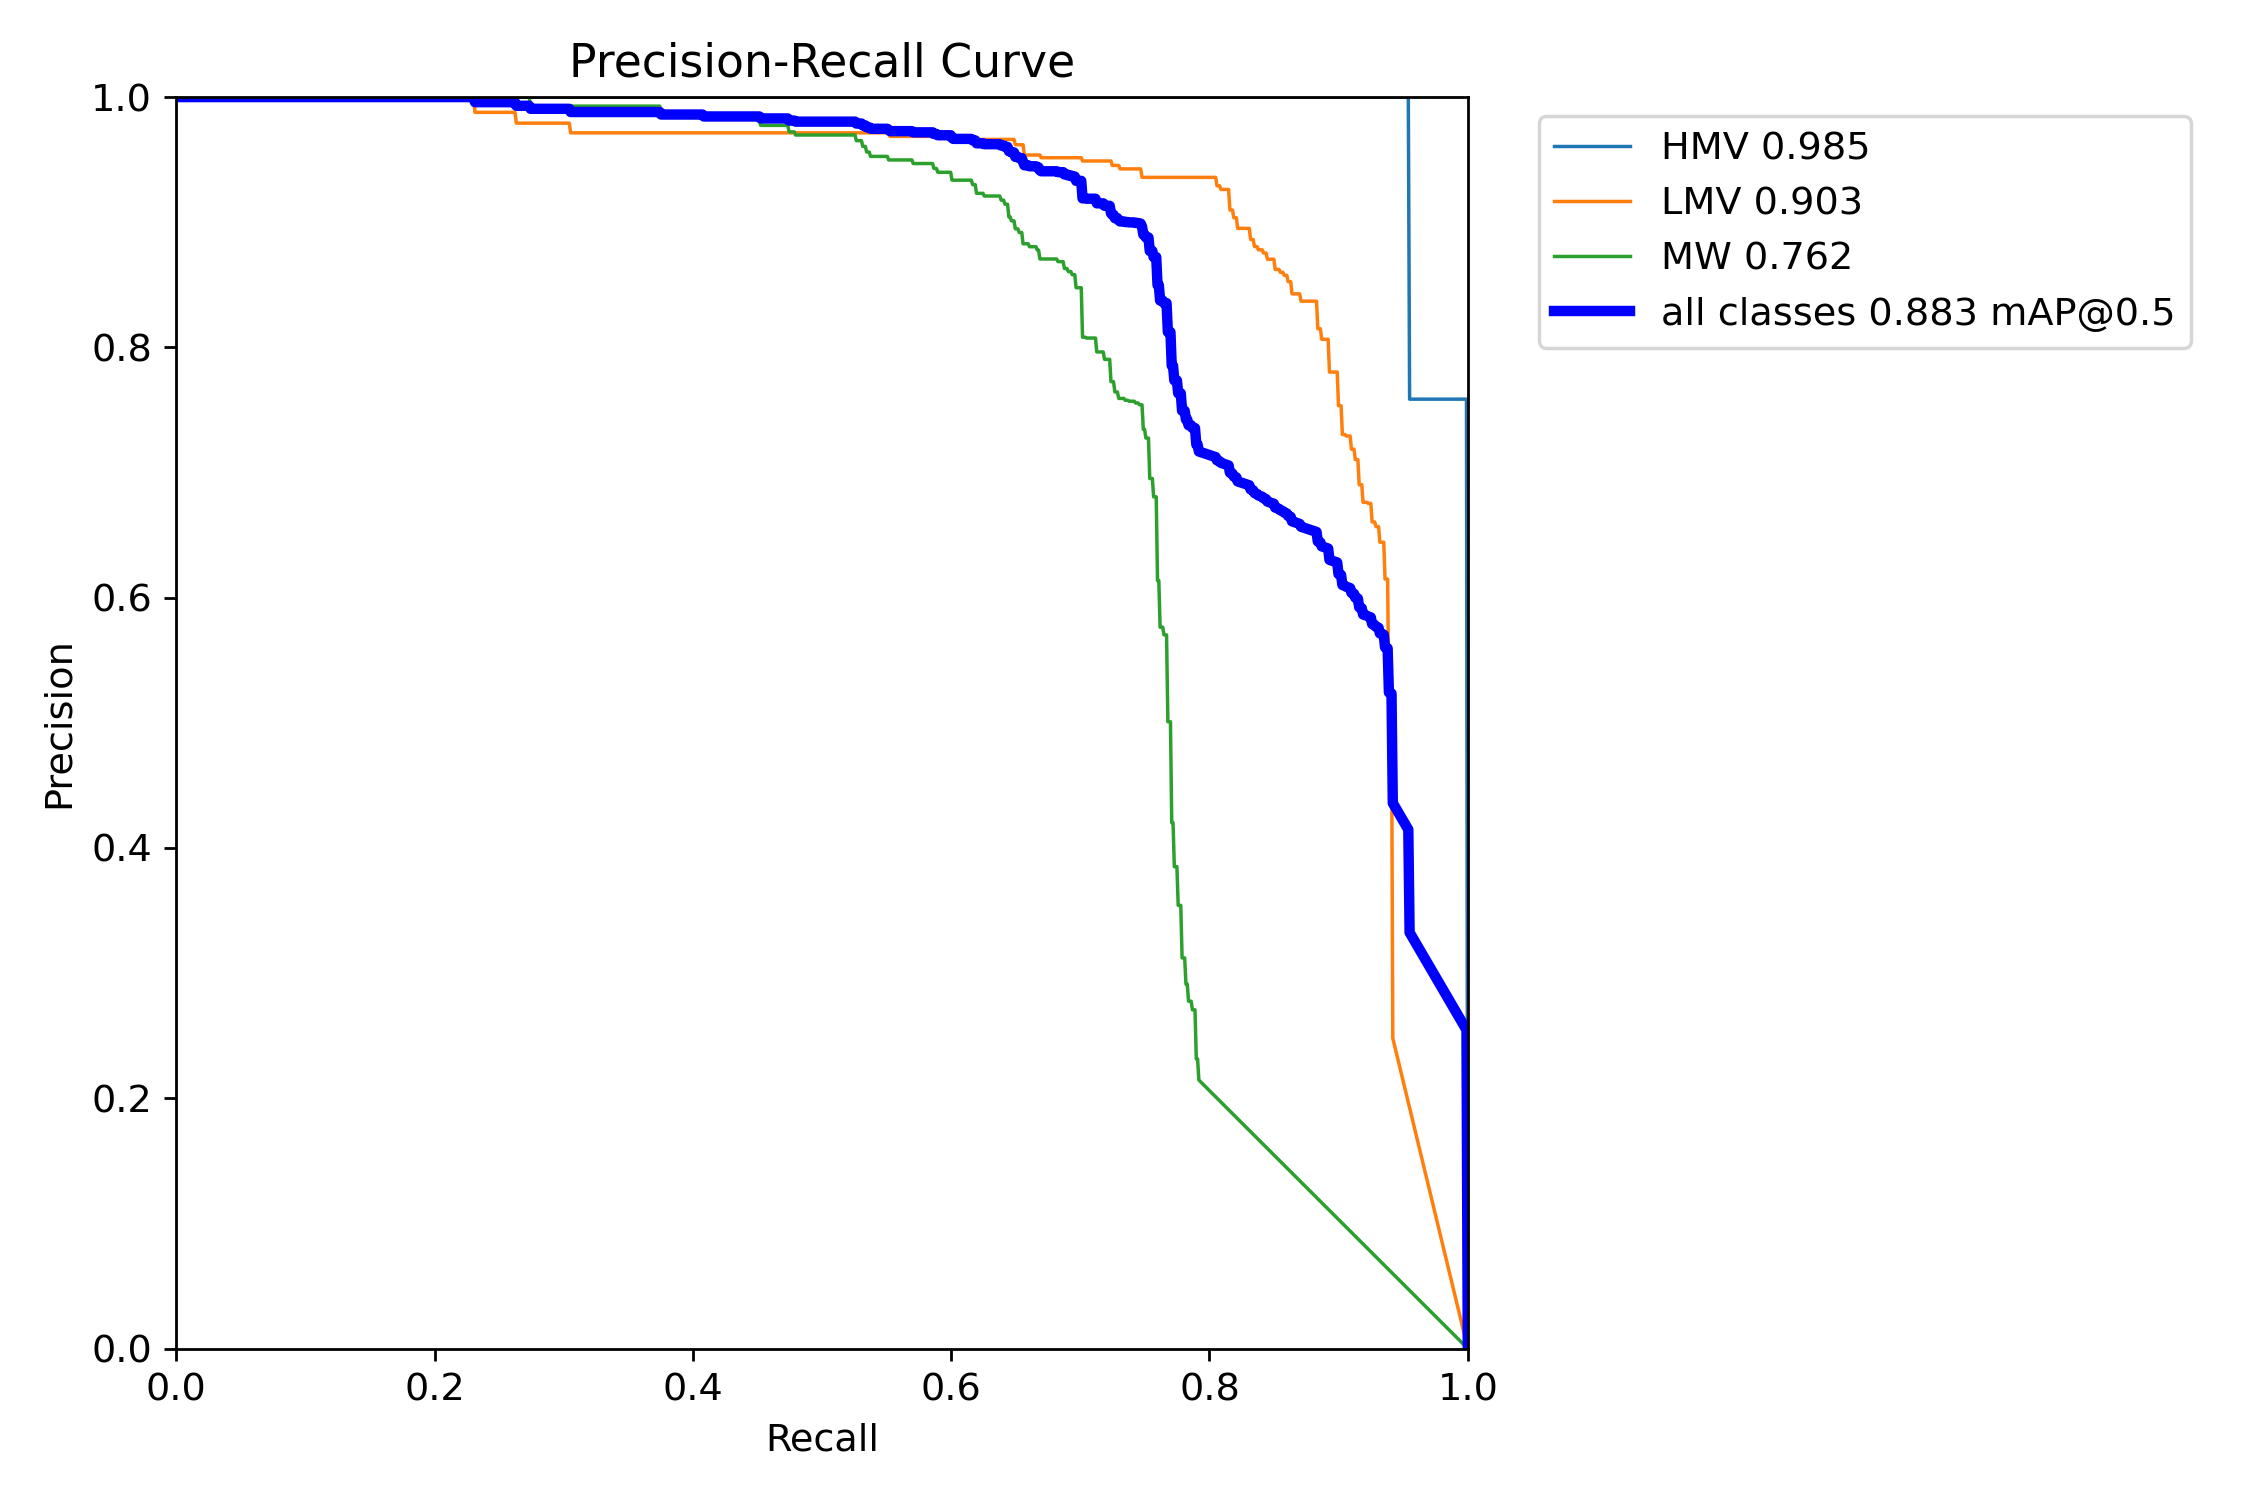 Precision-Recall Curve
1.0
0.8
0.6
0.4
0.2
0.0
Precision
0.0 0.2 0.4 0.6 0.8 1.0
Recall
HMV 0.985
LMV 0.903
MW 0.762
all classes 0.883 mAP@0.5